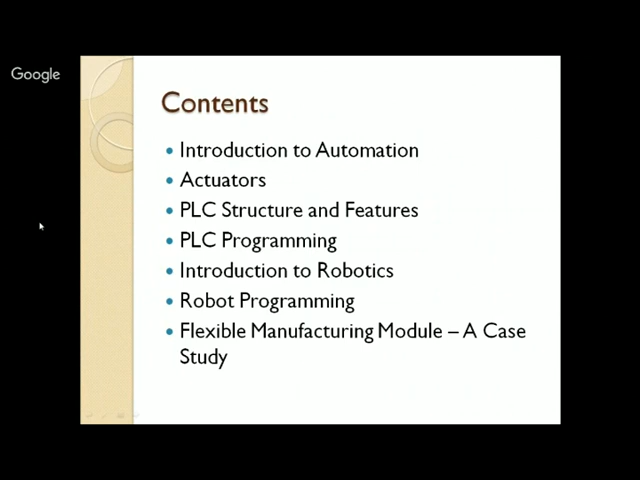 Google
Contents
Introduction to Automation
Actuators
PLC Structure and Features
PLC Programming
Introduction to Robotics
Robot Programming
Flexible Manufacturing Module – A Case
Study